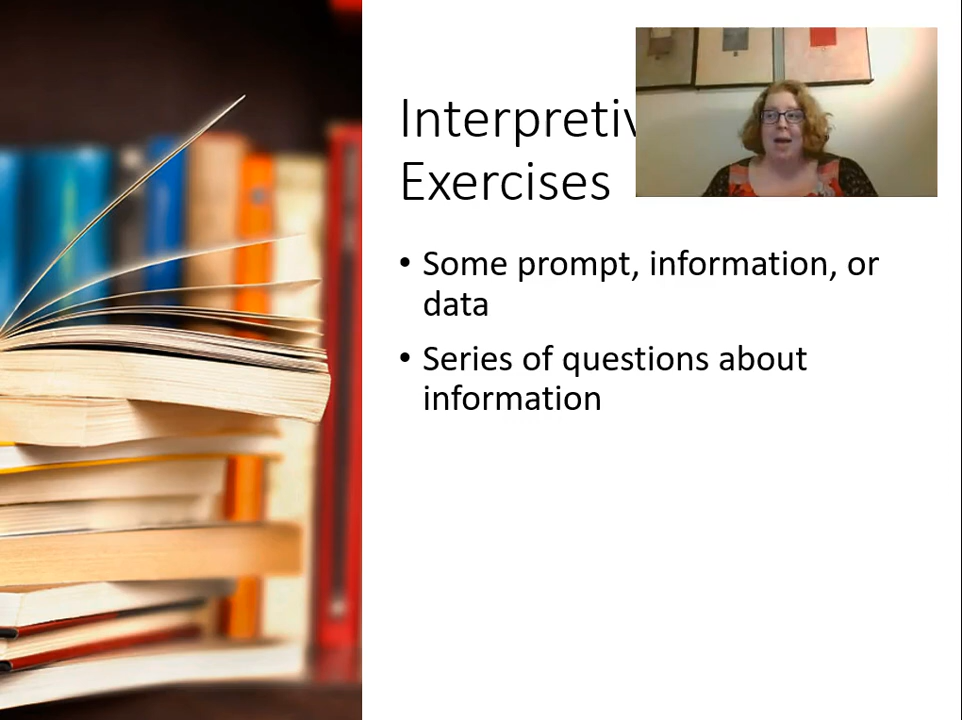 Interpretiv
Exercises
• Some prompt, information, or
data
• Series of questions about
information